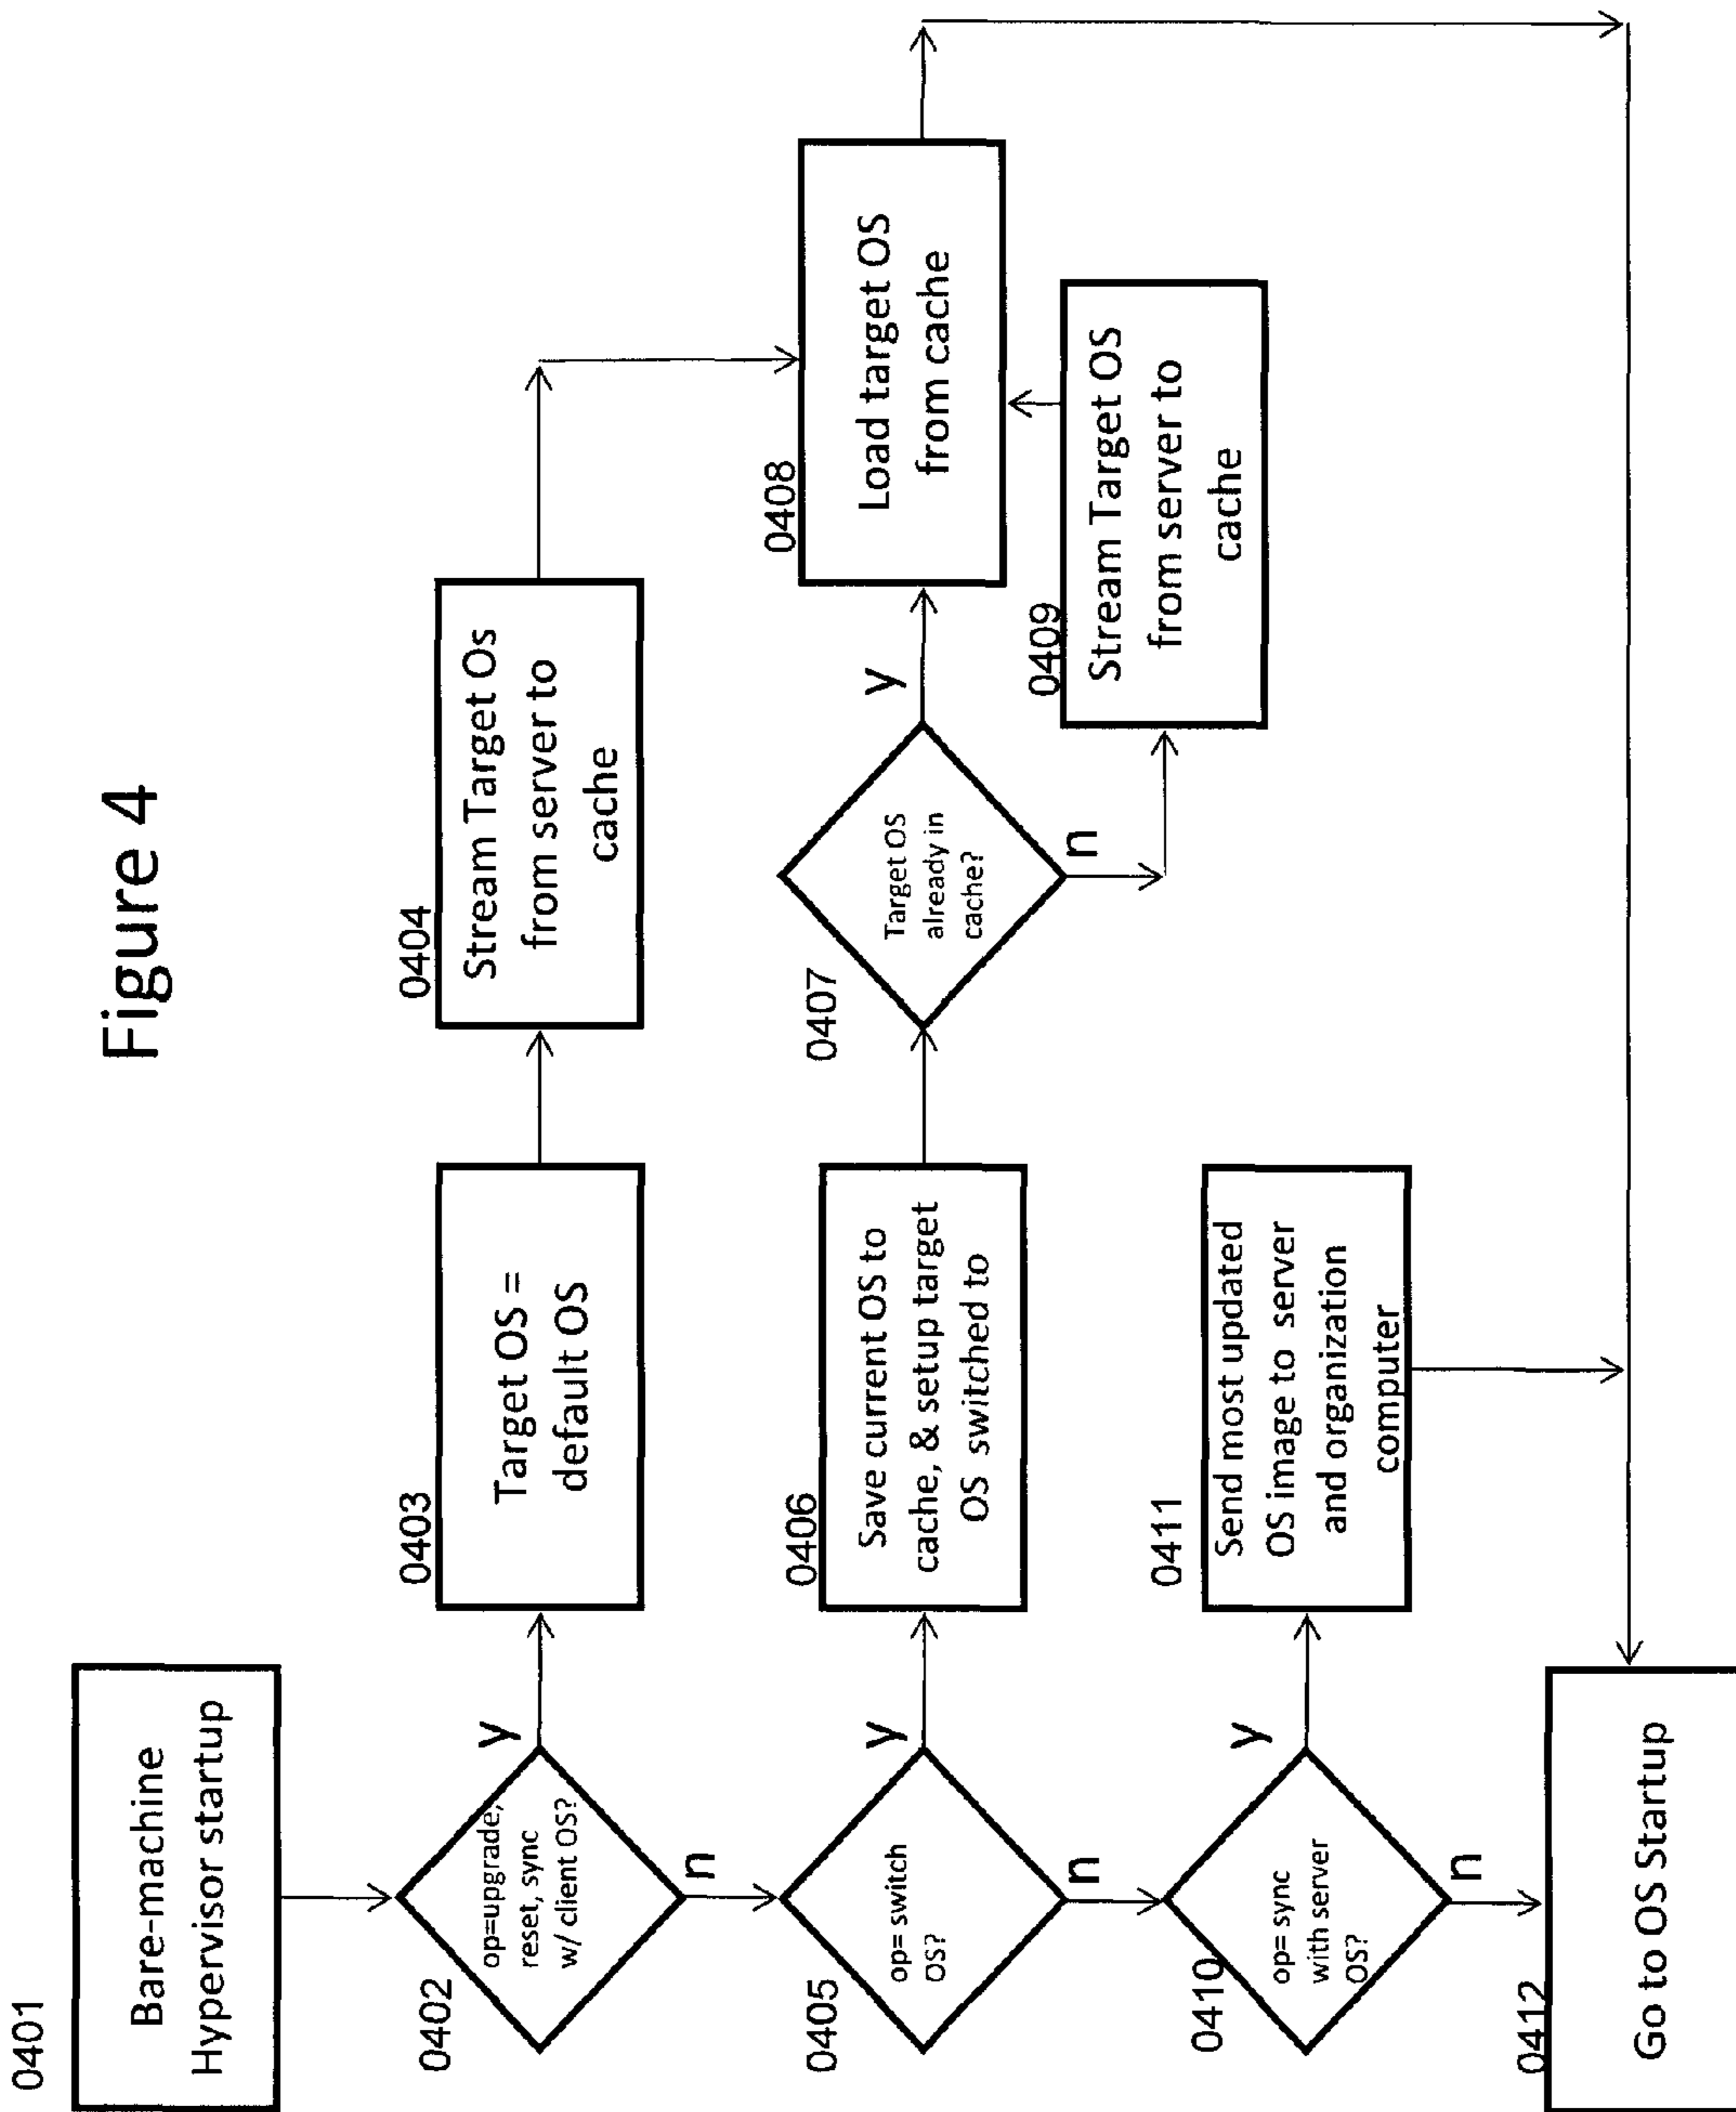 Figure 4
0401
Bare-machine
Hypervisor startup
0402
op=upgrade,
reset, sync
w/ client OS?
y
n
0403
Target OS =
default OS
0404
Stream Target Os
from server to
cache
0405
op= switch
OS?
y
n
0406
Save current OS to
cache, & setup target
OS switched to
0407
Target OS
already in
cache?
y
n
0408
Load target OS
from cache
0409
Stream Target OS
from server to
cache
0410
op= sync
with server
OS?
y
n
0411
Send most updated
OS image to server
and organization
computer
0412
Go to OS Startup